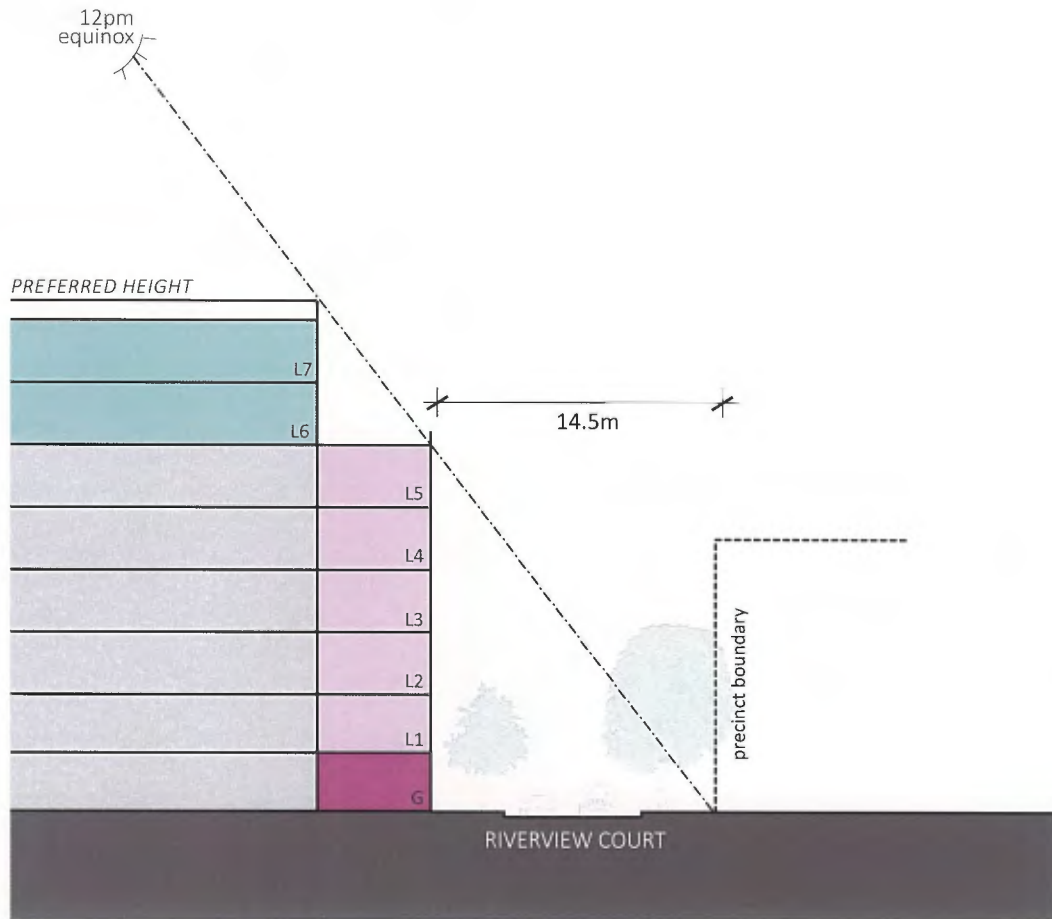 12pm
equinox
PREFERRED HEIGHT
L7
L6
14.5m
L5
L4
L3
L2
L1
G
precinct boundary
RIVERVIEW COURT